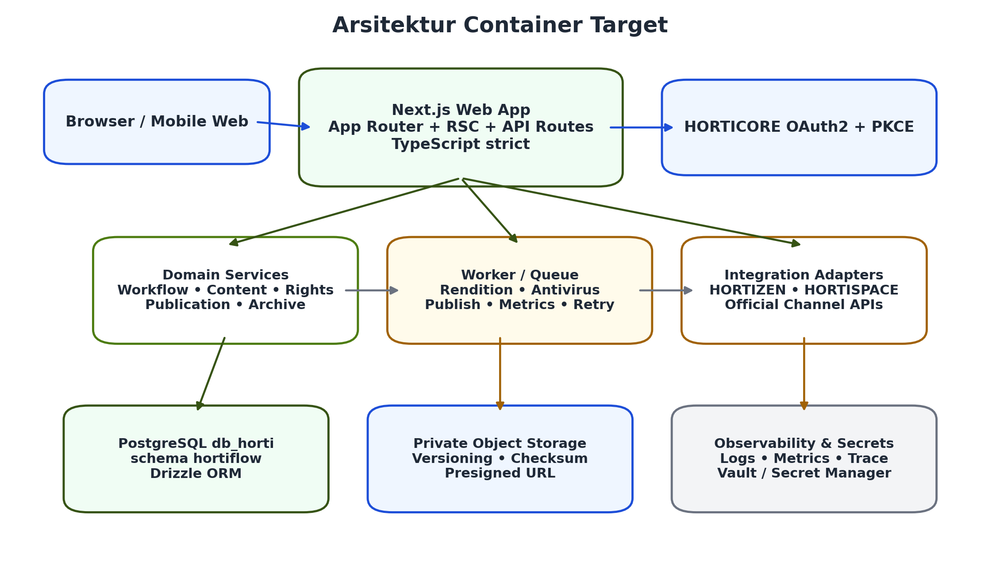 Arsitektur Container Target
Browser / Mobile Web
Next.js Web App
App Router + RSC + API Routes
TypeScript strict
HORTICORE OAuth2 + PKCE
Domain Services
Workflow • Content • Rights
Publication • Archive
Worker / Queue
Rendition • Antivirus
Publish • Metrics • Retry
Integration Adapters
HORTIZEN • HORTISPACE
Official Channel APIs
PostgreSQL db_horti
schema hortiflow
Drizzle ORM
Private Object Storage
Versioning • Checksum
Presigned URL
Observability & Secrets
Logs • Metrics • Trace
Vault / Secret Manager